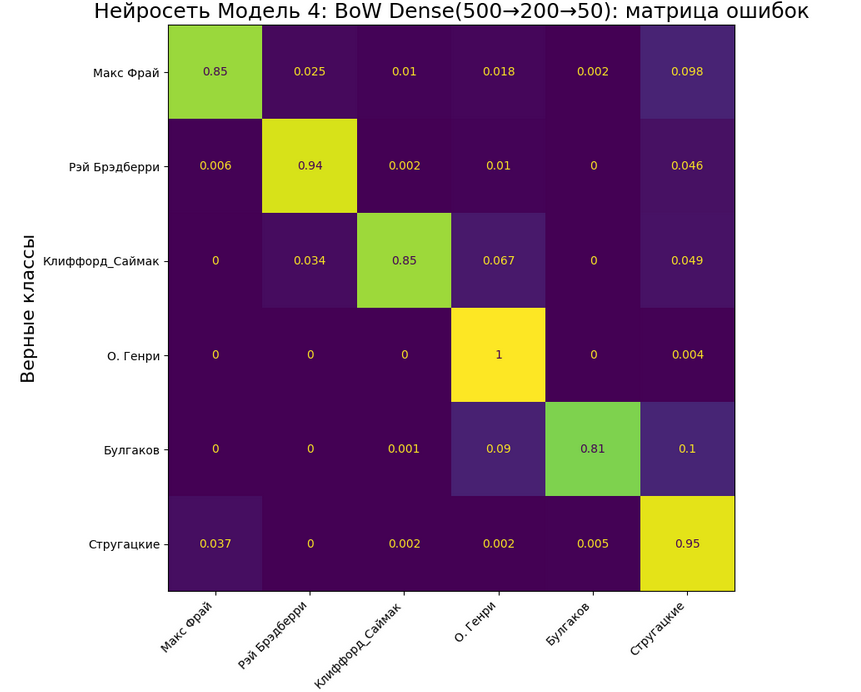 Нейросеть Модель 4: BoW Dense(500→200→50): матрица ошибок
Верные классы
Макс Фрай 0.85 0.025 0.01 0.018 0.002 0.098
Рэй Брэдберри 0.006 0.94 0.002 0.01 0 0.046
Клиффорд_Саймак 0 0.034 0.85 0.067 0 0.049
О. Генри 0 0 0 1 0 0.004
Булгаков 0 0 0.001 0.09 0.81 0.1
Стругацкие 0.037 0 0.002 0.002 0.005 0.95
Макс Фрай Рэй Брэдберри Клиффорд_Саймак О. Генри Булгаков Стругацкие